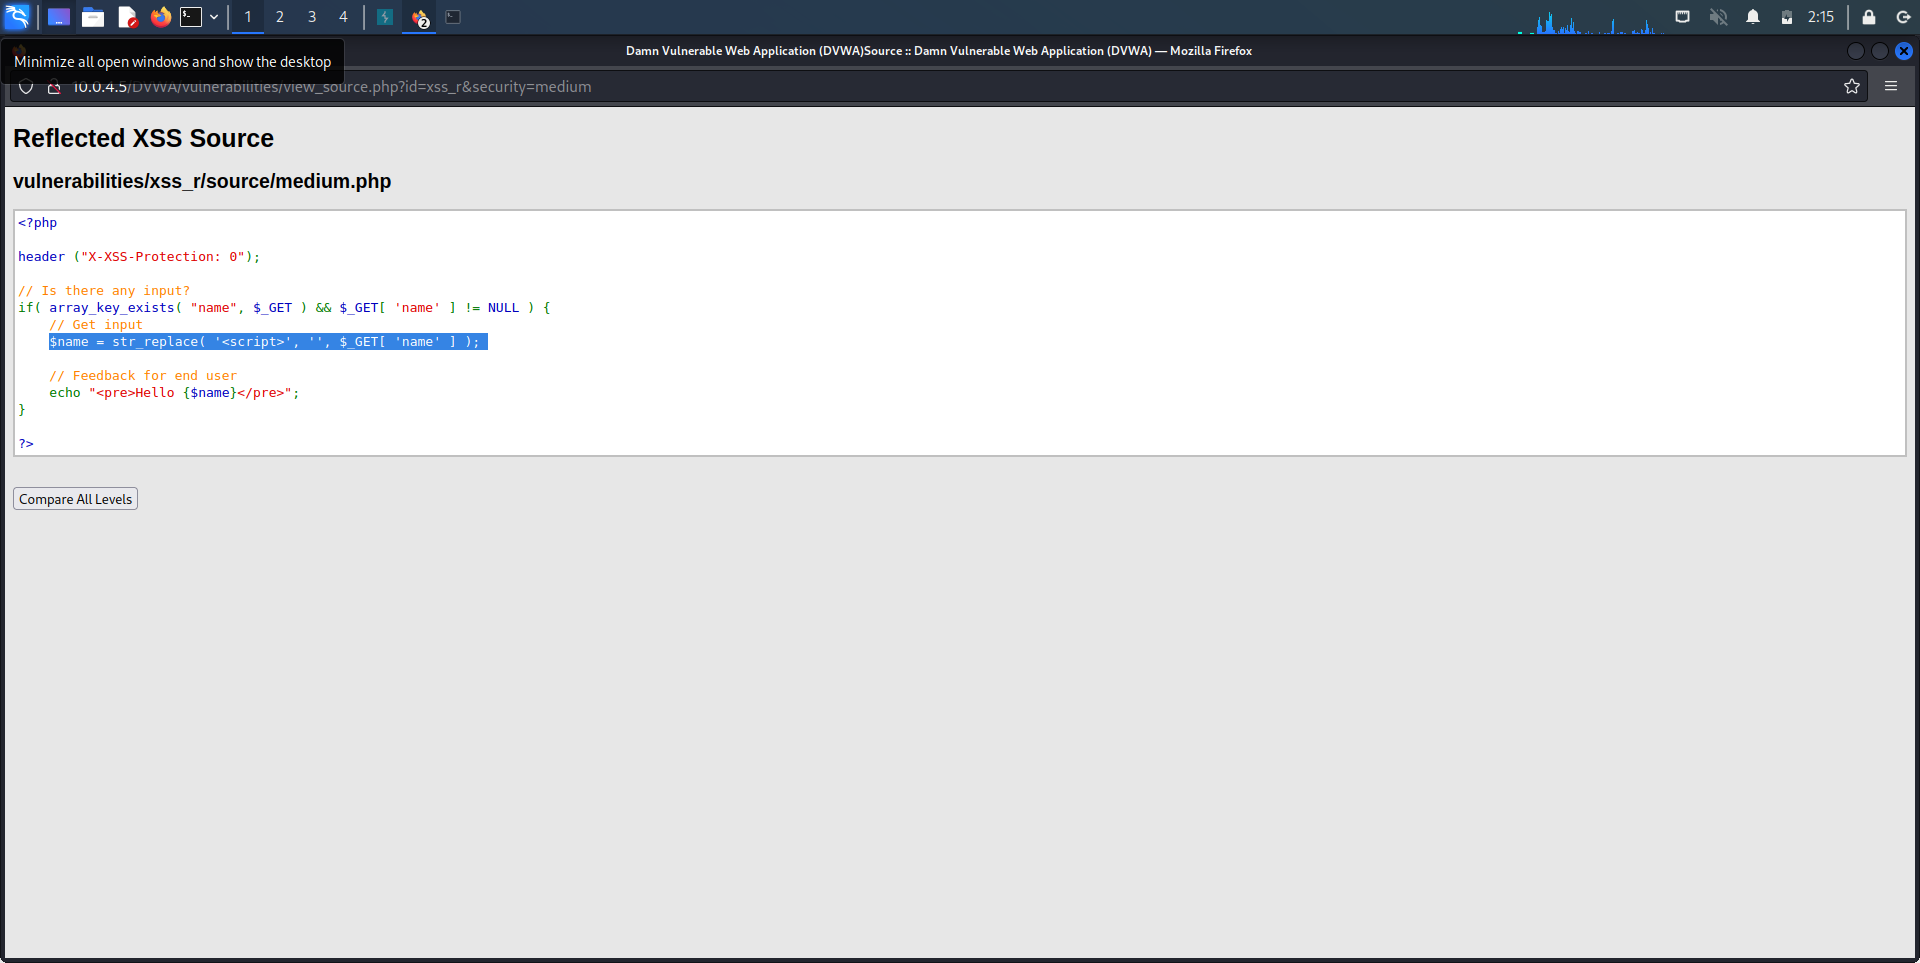 1 2 3 4 2 2:15
Damn Vulnerable Web Application (DVWA)Source :: Damn Vulnerable Web Application (DVWA) — Mozilla Firefox
Minimize all open windows and show the desktop
10.0.4.5/DVWA/vulnerabilities/view_source.php?id=xss_r&security=medium
Reflected XSS Source
vulnerabilities/xss_r/source/medium.php
<?php
header ("X-XSS-Protection: 0");
// Is there any input?
if( array_key_exists( "name", $_GET ) && $_GET[ 'name' ] != NULL ) {
// Get input
$name = str_replace( '<script>', '', $_GET[ 'name' ] );
// Feedback for end user
echo "<pre>Hello {$name}</pre>";
}
?>
Compare All Levels